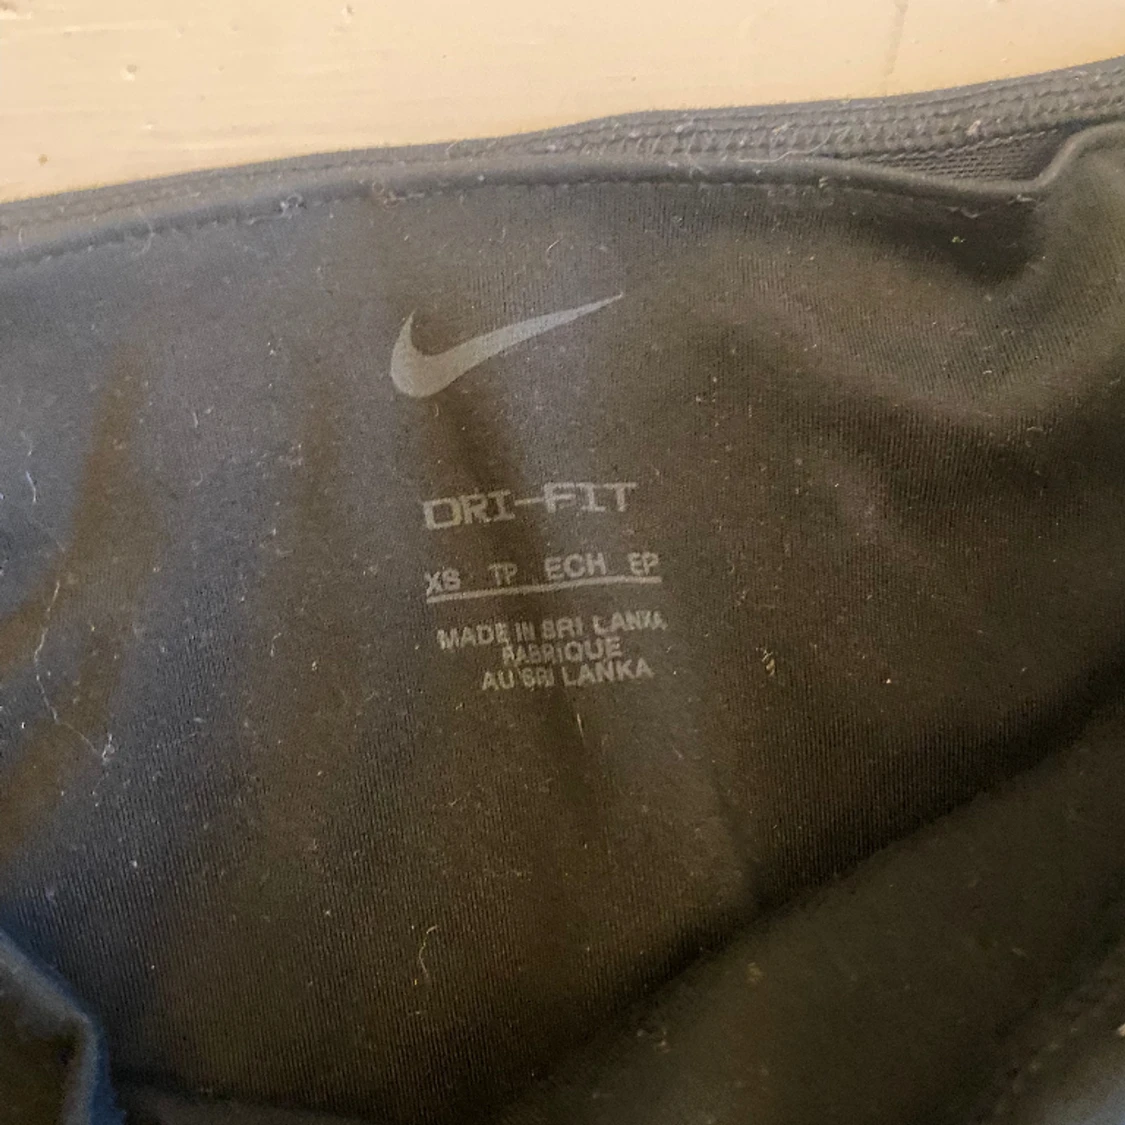 DRI-FIT
XS TP ECH EP
MADE IN SRI LANKA
FABRIQUE
AU SRI LANKA